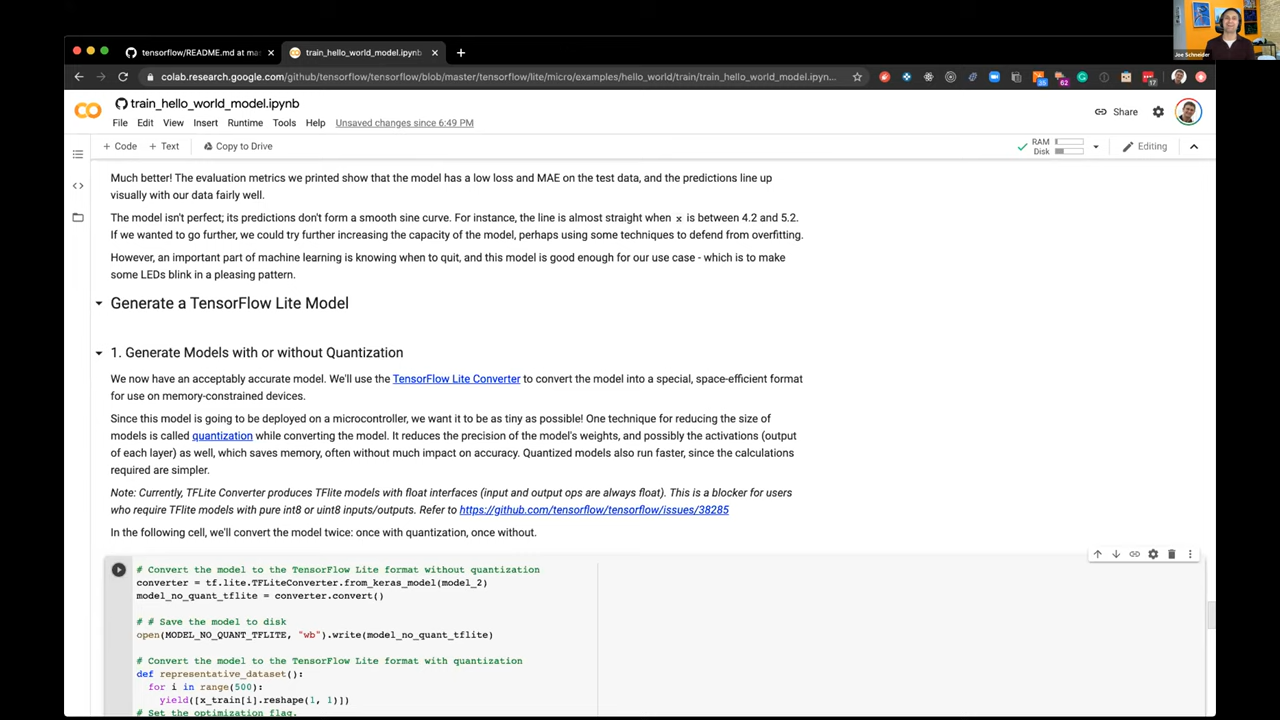 Joe Schneider
tensorflow/README.md at mas
train_hello_world_model.ipynb
colab.research.google.com/github/tensorflow/tensorflow/blob/master/tensorflow/lite/micro/examples/hello_world/train/train_hello_world_model.ipyn...
train_hello_world_model.ipynb
Share
File Edit View Insert Runtime Tools Help Unsaved changes since 6:49 PM
+ Code + Text Copy to Drive
RAM
Disk
Editing
Much better! The evaluation metrics we printed show that the model has a low loss and MAE on the test data, and the predictions line up
visually with our data fairly well.
The model isn't perfect; its predictions don't form a smooth sine curve. For instance, the line is almost straight when x is between 4.2 and 5.2.
If we wanted to go further, we could try further increasing the capacity of the model, perhaps using some techniques to defend from overfitting.
However, an important part of machine learning is knowing when to quit, and this model is good enough for our use case - which is to make
some LEDs blink in a pleasing pattern.
Generate a TensorFlow Lite Model
1. Generate Models with or without Quantization
We now have an acceptably accurate model. We'll use the TensorFlow Lite Converter to convert the model into a special, space-efficient format
for use on memory-constrained devices.
Since this model is going to be deployed on a microcontroller, we want it to be as tiny as possible! One technique for reducing the size of
models is called quantization while converting the model. It reduces the precision of the model's weights, and possibly the activations (output
of each layer) as well, which saves memory, often without much impact on accuracy. Quantized models also run faster, since the calculations
required are simpler.
Note: Currently, TFLite Converter produces TFlite models with float interfaces (input and output ops are always float). This is a blocker for users
who require TFlite models with pure int8 or uint8 inputs/outputs. Refer to https://github.com/tensorflow/tensorflow/issues/38285
In the following cell, we'll convert the model twice: once with quantization, once without.
# Convert the model to the TensorFlow Lite format without quantization
converter = tf.lite.TFLiteConverter.from_keras_model(model_2)
model_no_quant_tflite = converter.convert()
# # Save the model to disk
open(MODEL_NO_QUANT_TFLITE, "wb").write(model_no_quant_tflite)
# Convert the model to the TensorFlow Lite format with quantization
def representative_dataset():
for i in range(500):
yield([x_train[i].reshape(1, 1)])
# Set the optimization flag.